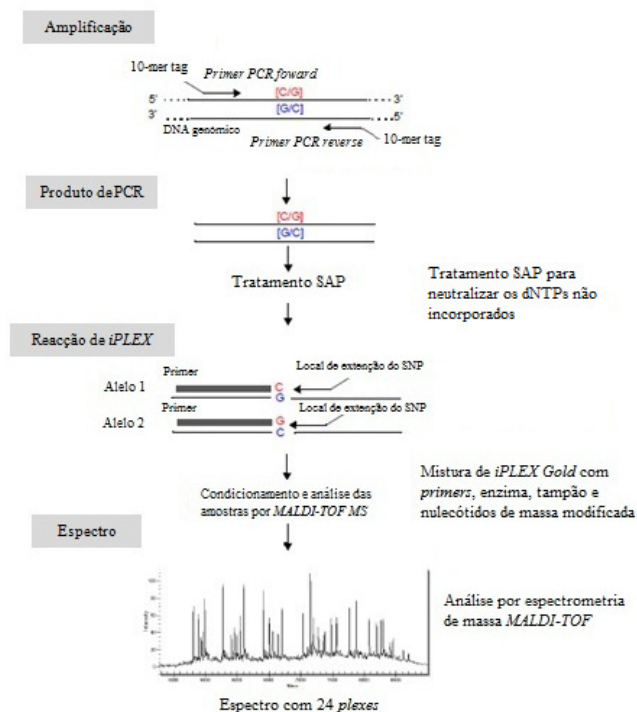 Amplificação
10-mer tag
Primer PCR foward
[C/G]
5' 3'
[G/C]
3' 5'
DNA genómico
Primer PCR reverse
10-mer tag
Produto de PCR
[C/G]
[G/C]
Tratamento SAP
Tratamento SAP para
neutralizar os dNTPs não
incorporados
Reacção de iPLEX
Primer
Local de extenção do SNP
Alelo 1
C
G
Primer
Local de extenção do SNP
Alelo 2
G
C
Condicionamento e análise das
amostras por MALDI-TOF MS
Mistura de iPLEX Gold com
primers, enzima, tampão e
nulecótidos de massa modificada
Espectro
Análise por espectrometria
de massa MALDI-TOF
Espectro com 24 plexes